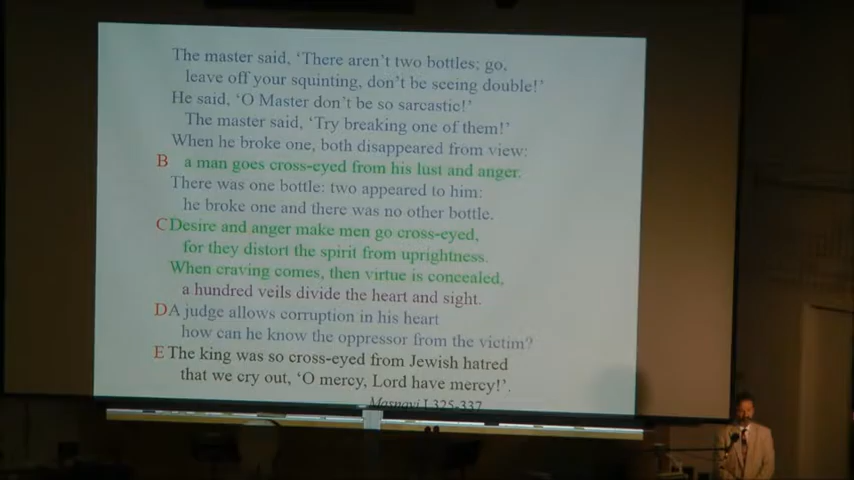 The master said, ‘There aren’t two bottles; go,
leave off your squinting, don’t be seeing double!’
He said, ‘O Master don’t be so sarcastic!’
The master said, ‘Try breaking one of them!’
When he broke one, both disappeared from view:
B a man goes cross-eyed from his lust and anger.
There was one bottle: two appeared to him:
he broke one and there was no other bottle.
C Desire and anger make men go cross-eyed,
for they distort the spirit from uprightness.
When craving comes, then virtue is concealed,
a hundred veils divide the heart and sight.
D A judge allows corruption in his heart
how can he know the oppressor from the victim?
E The king was so cross-eyed from Jewish hatred
that we cry out, ‘O mercy, Lord have mercy!’.
Masnavi I 325-337